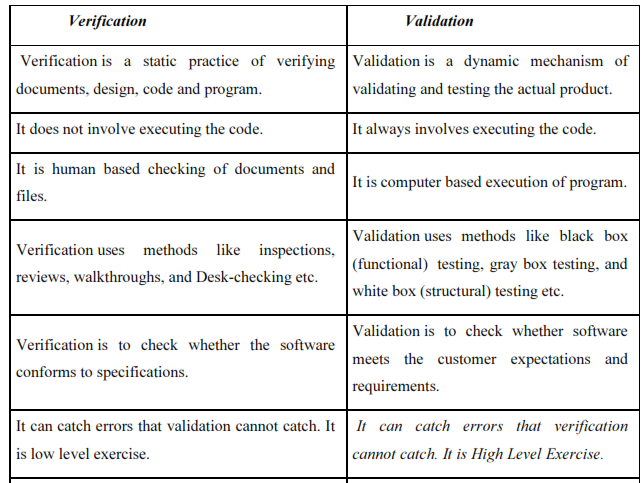 Verification
Validation
Verification is a static practice of verifying
documents, design, code and program.
Validation is a dynamic mechanism of
validating and testing the actual product.
It does not involve executing the code.
It always involves executing the code.
It is human based checking of documents and
files.
It is computer based execution of program.
Verification uses methods like inspections,
reviews, walkthroughs, and Desk-checking etc.
Validation uses methods like black box
(functional) testing, gray box testing, and
white box (structural) testing etc.
Verification is to check whether the software
conforms to specifications.
Validation is to check whether software
meets the customer expectations and
requirements.
It can catch errors that validation cannot catch. It
is low level exercise.
It can catch errors that verification
cannot catch. It is High Level Exercise.